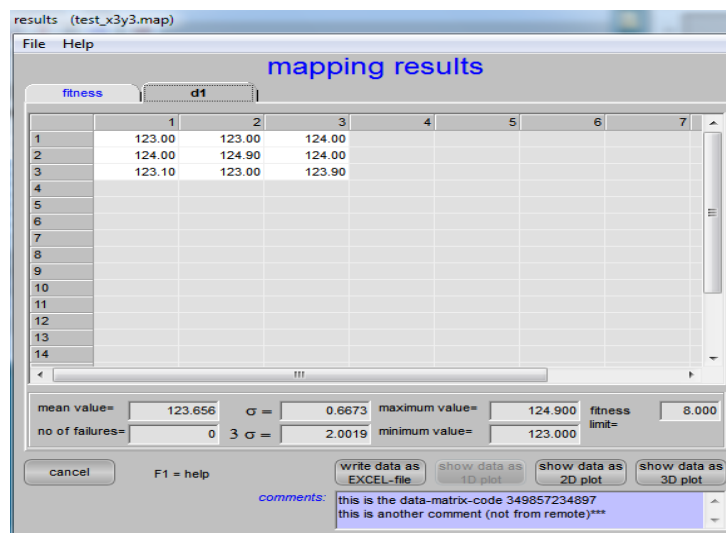 results (test_x3y3.map)
File Help
mapping results
fitness d1
1 2 3 4 5 6 7
1 123.00 123.00 124.00
2 124.00 124.90 124.00
3 123.10 123.00 123.90
4
5
6
7
8
9
10
11
12
13
14
mean value= 123.656 σ = 0.6673 maximum value= 124.900 fitness limit= 8.000
no of failures= 0 3 σ = 2.0019 minimum value= 123.000
cancel F1 = help write data as EXCEL-file show data as 1D plot show data as 2D plot show data as 3D plot
comments: this is the data-matrix-code 349857234897
this is another comment (not from remote)***